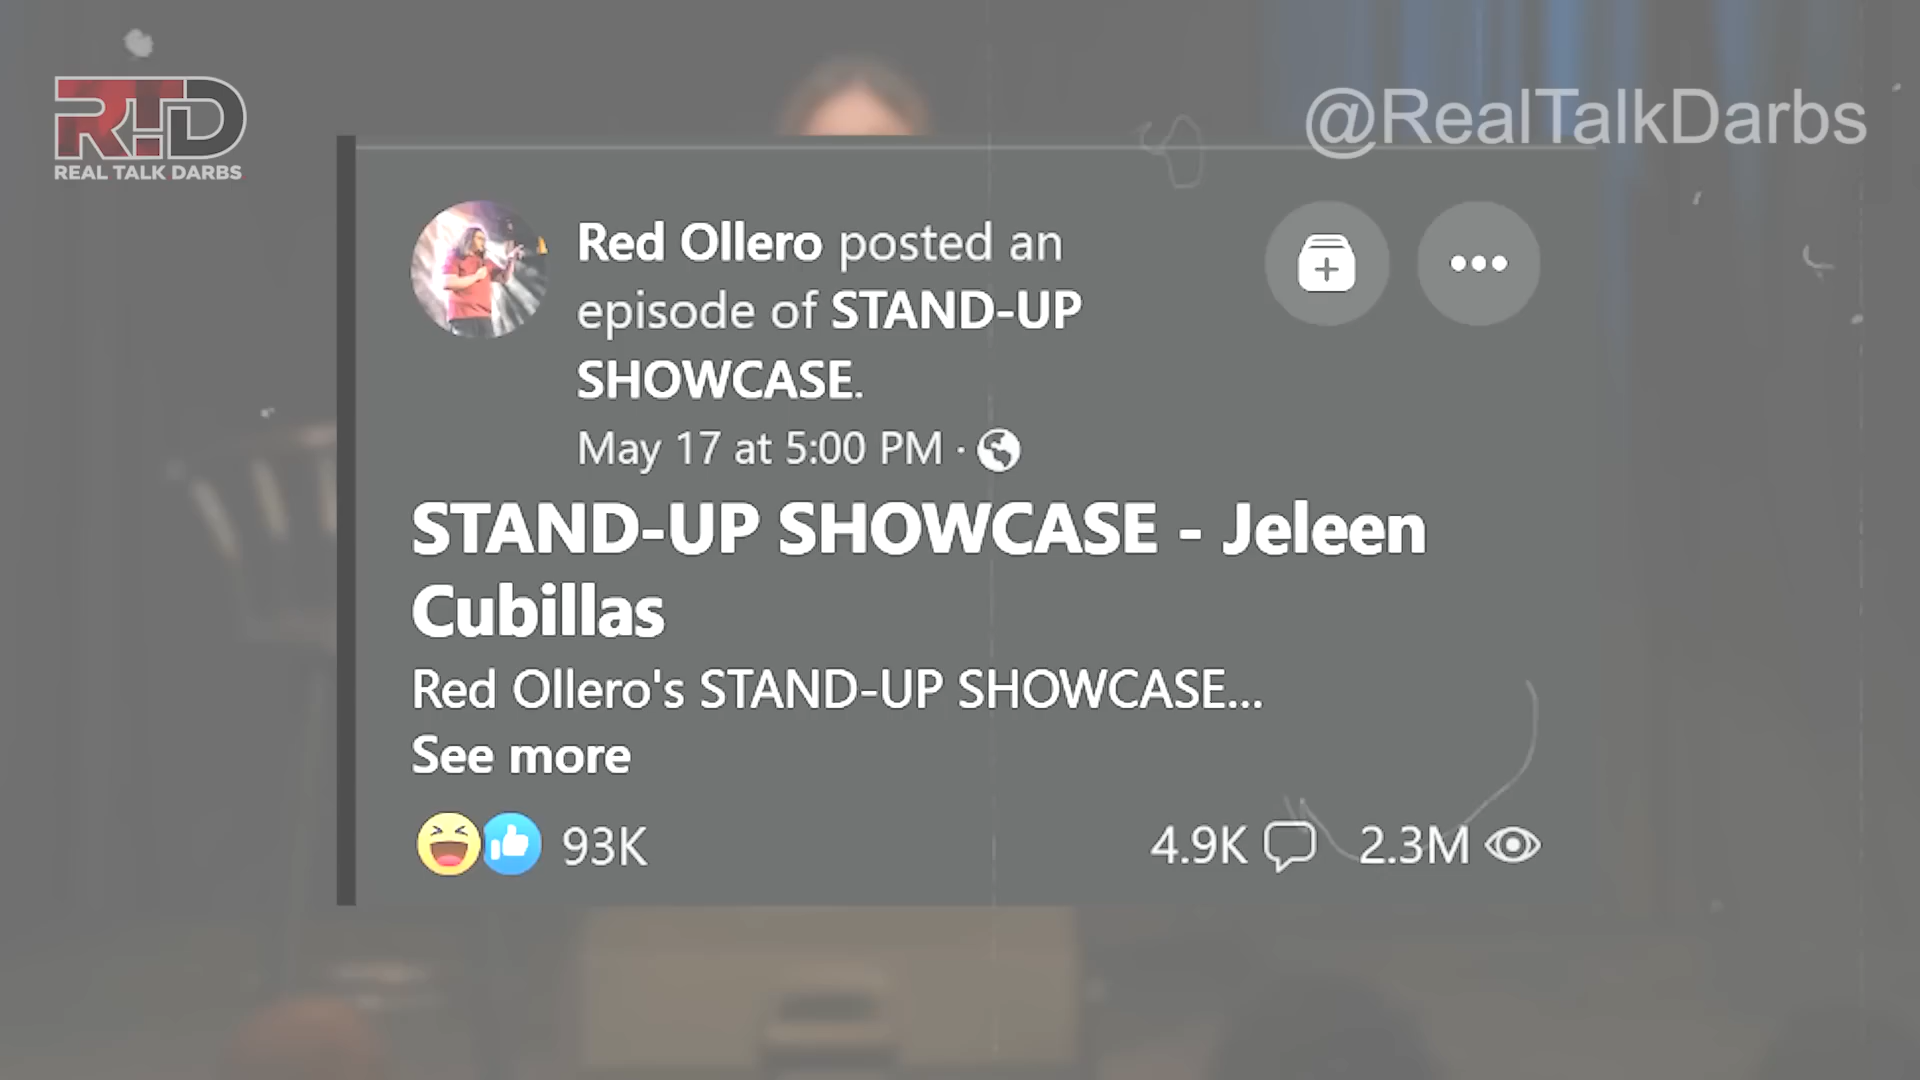 RTD
REAL TALK DARBS
@RealTalkDarbs
Red Ollero posted an
episode of STAND-UP
SHOWCASE.
May 17 at 5:00 PM ·
STAND-UP SHOWCASE - Jeleen
Cubillas
Red Ollero's STAND-UP SHOWCASE...
See more
93K
4.9K 2.3M